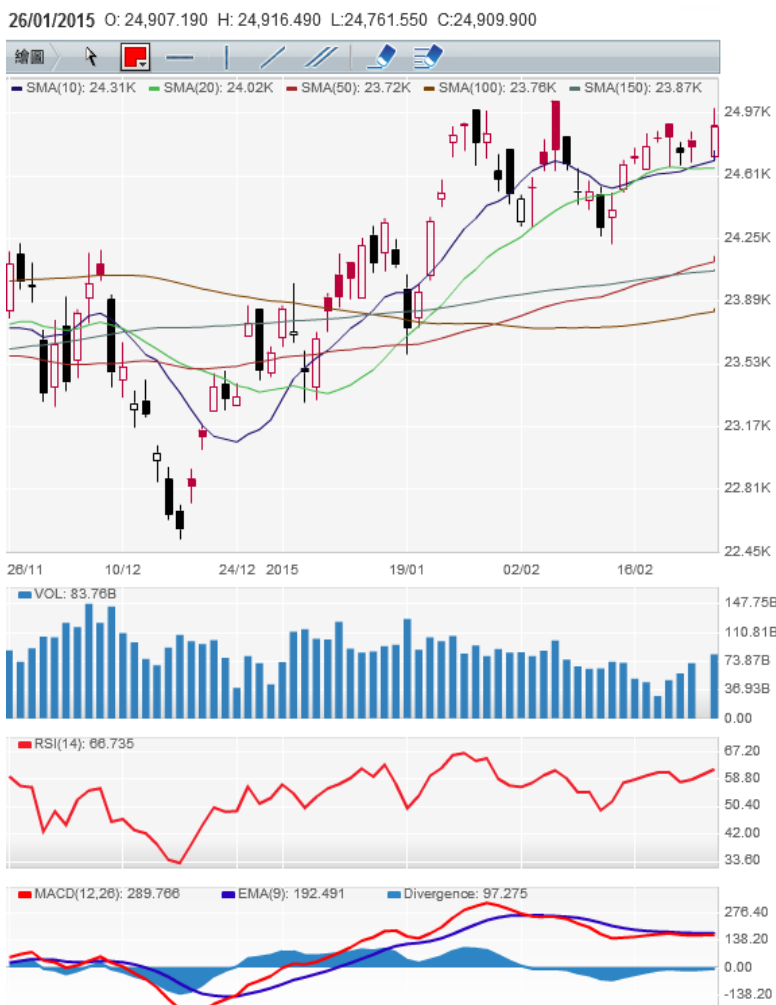 26/01/2015 O: 24,907.190 H: 24,916.490 L:24,761.550 C:24,909.900
繪圖
SMA(10): 24.31K SMA(20): 24.02K SMA(50): 23.72K SMA(100): 23.76K SMA(150): 23.87K
24.97K
24.61K
24.25K
23.89K
23.53K
23.17K
22.81K
22.45K
26/11 10/12 24/12 2015 19/01 02/02 16/02
VOL: 83.76B
147.75B
110.81B
73.87B
36.93B
0.00
RSI(14): 66.735
67.20
58.80
50.40
42.00
33.60
MACD(12,26): 289.766 EMA(9): 192.491 Divergence: 97.275
276.40
138.20
0.00
-138.20